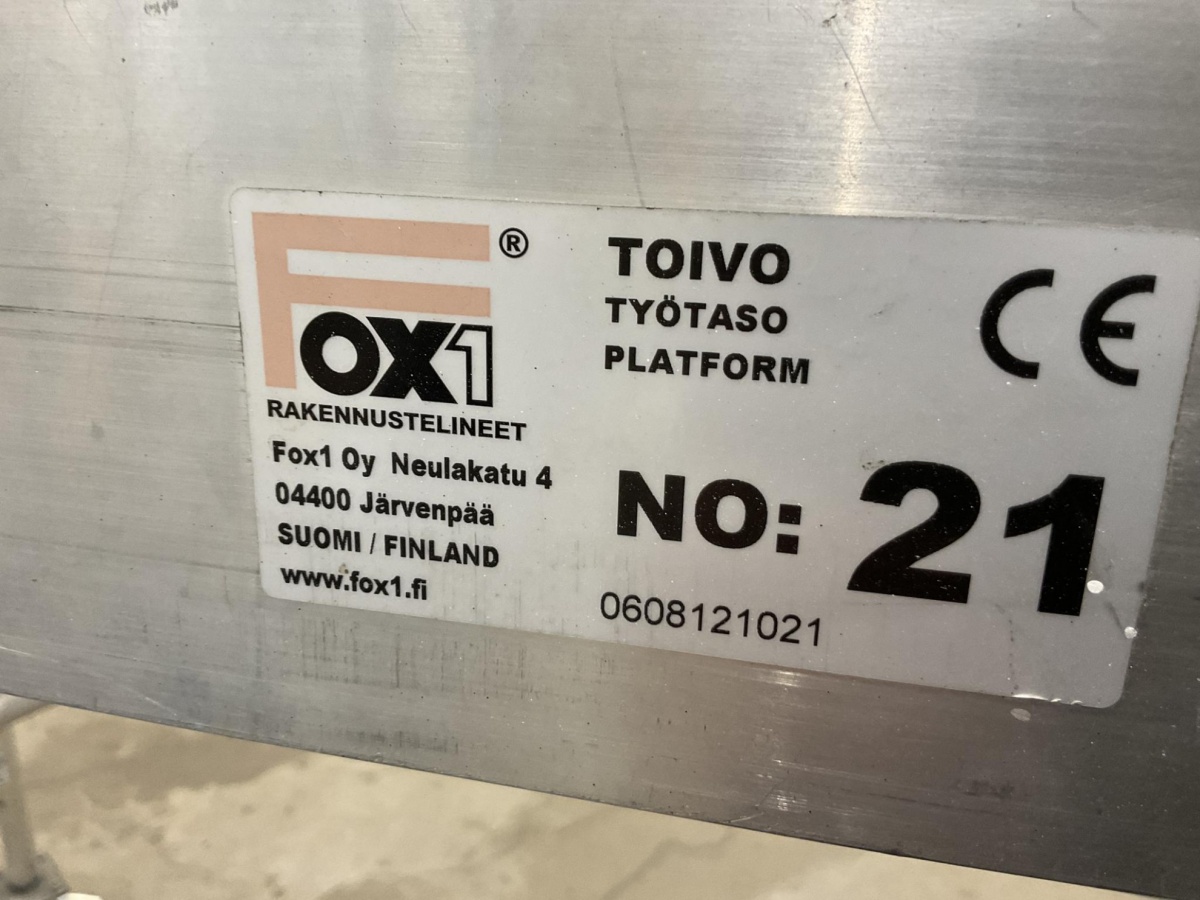 FOX1®
RAKENNUSTELINEET
Fox1 Oy Neulakatu 4
04400 Järvenpää
SUOMI / FINLAND
www.fox1.fi
TOIVO
TYÖTASO
PLATFORM
CE
NO: 21
0608121021